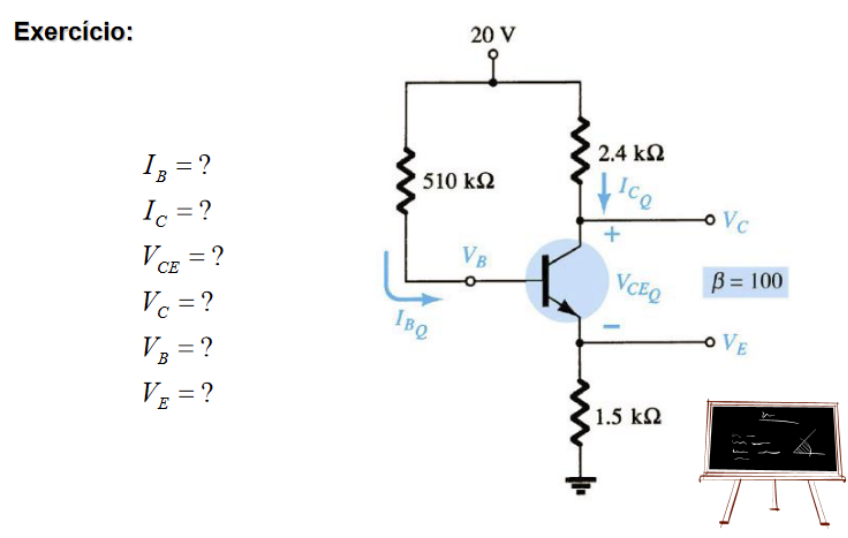 Exercício:
20 V
I_B = ?
I_C = ?
V_CE = ?
V_C = ?
V_B = ?
V_E = ?
510 kΩ
2.4 kΩ
I_CQ
V_C
+
V_B
V_CEQ
β = 100
I_BQ
−
V_E
1.5 kΩ